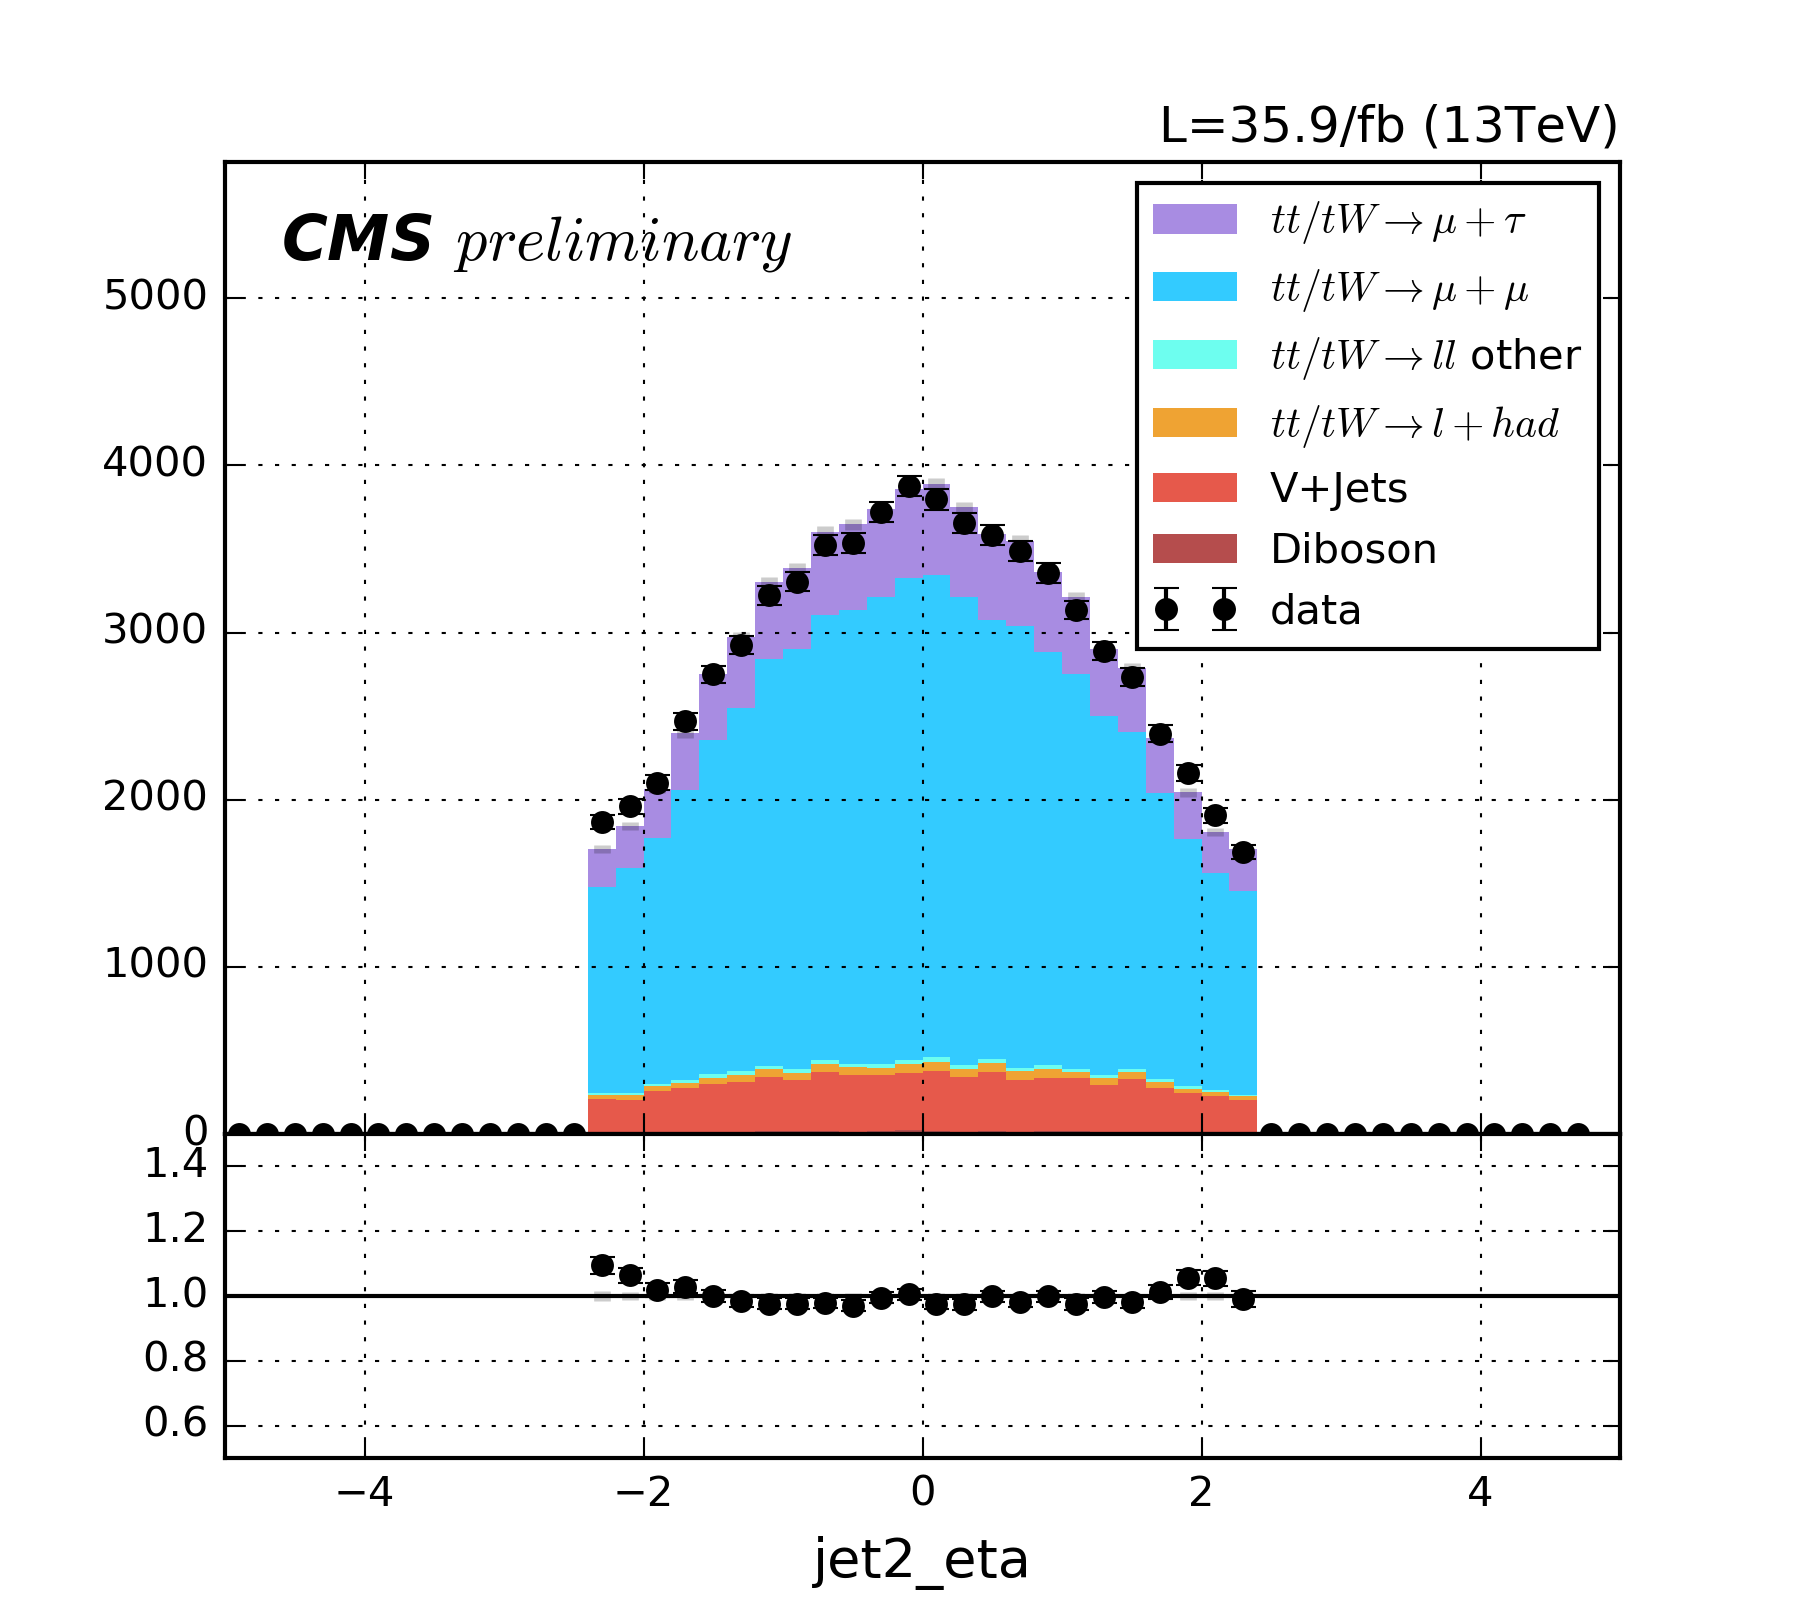 L=35.9/fb (13TeV)
CMS preliminary
tt/tW→μ+τ
tt/tW→μ+μ
tt/tW→ll other
tt/tW→l+had
V+Jets
Diboson
data
5000
4000
3000
2000
1000
0
1.4
1.2
1.0
0.8
0.6
−4 −2 0 2 4
jet2_eta